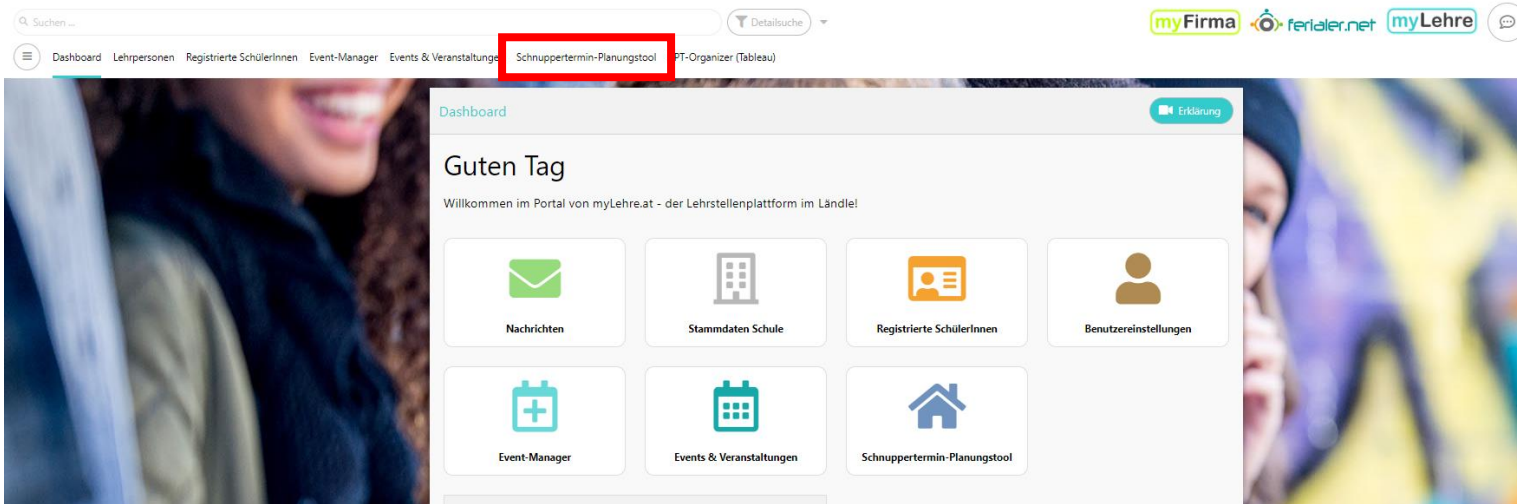 Suchen ...
Detailsuche
myFirma ferialer.net myLehre
Dashboard Lehrpersonen Registrierte SchülerInnen Event-Manager Events & Veranstaltunge Schnuppertermin-Planungstool PT-Organizer (Tableau)
Dashboard
Erklärung
Guten Tag
Willkommen im Portal von myLehre.at - der Lehrstellenplattform im Ländle!
Nachrichten Stammdaten Schule Registrierte SchülerInnen Benutzereinstellungen
Event-Manager Events & Veranstaltungen Schnuppertermin-Planungstool